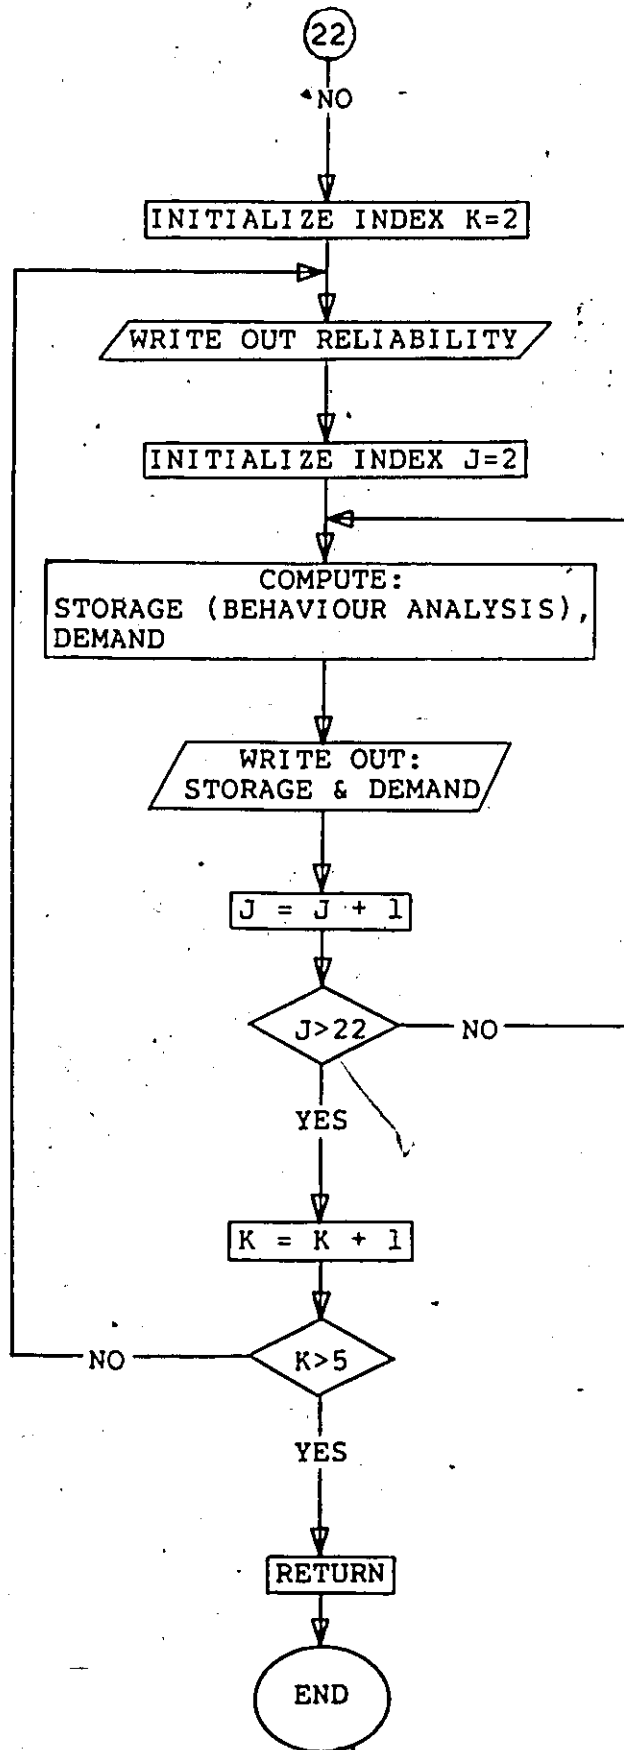 22
NO
INITIALIZE INDEX K=2
WRITE OUT RELIABILITY
INITIALIZE INDEX J=2
COMPUTE:
STORAGE (BEHAVIOUR ANALYSIS),
DEMAND
WRITE OUT:
STORAGE & DEMAND
J = J + 1
J>22
NO
YES
K = K + 1
K>5
NO
YES
RETURN
END